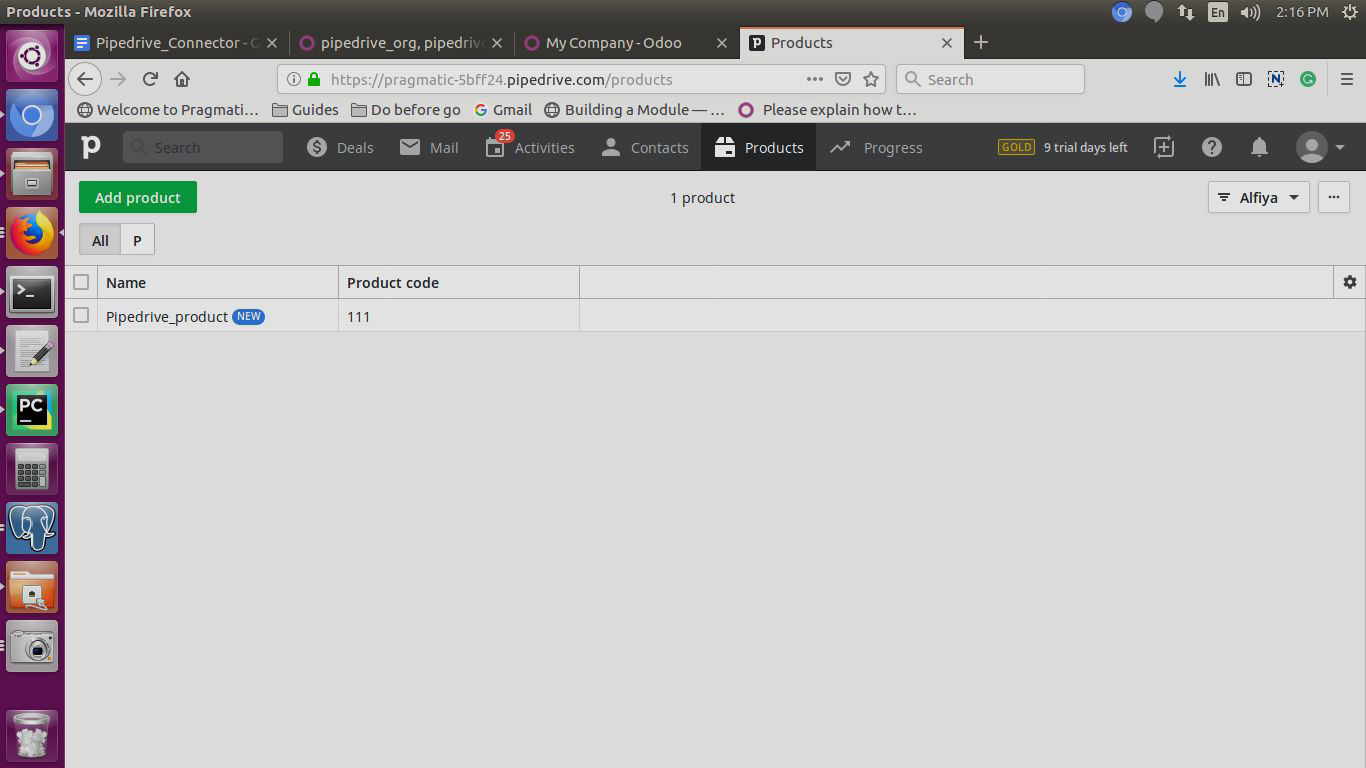 Products - Mozilla Firefox
En
2:16 PM
Pipedrive_Connector - G
pipedrive_org, pipedrive
My Company - Odoo
Products
https://pragmatic-5bff24.pipedrive.com/products
Search
Welcome to Pragmati...
Guides
Do before go
Gmail
Building a Module — ...
Please explain how t...
Search
Deals
Mail
25
Activities
Contacts
Products
Progress
GOLD
9 trial days left
Add product
1 product
Alfiya
All
P
Name
Product code
Pipedrive_product NEW
111
PC